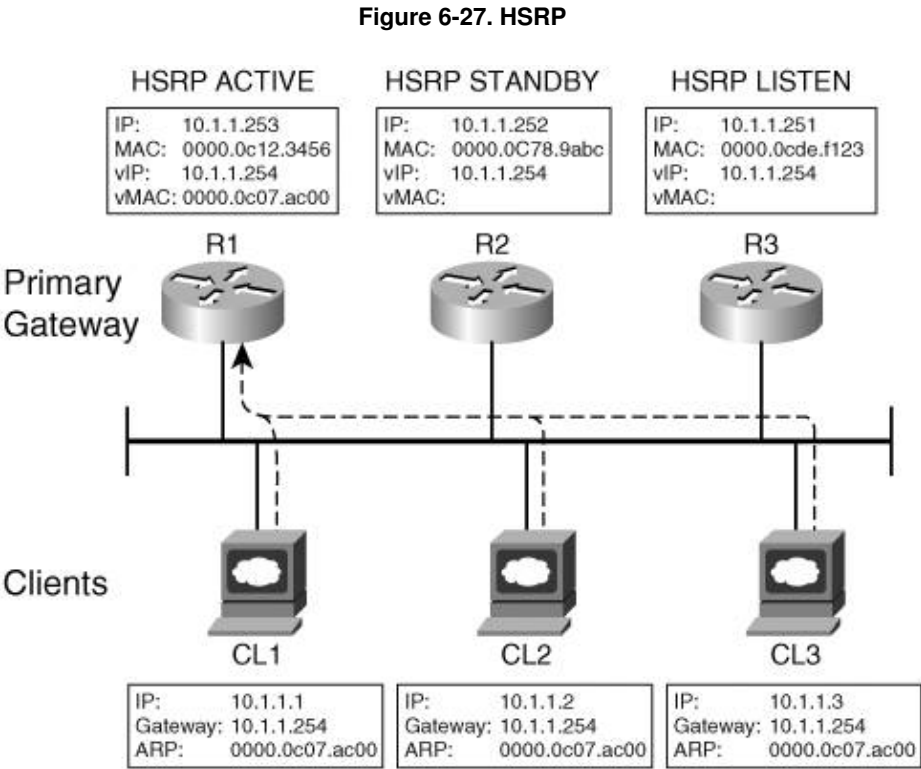 Figure 6-27. HSRP
HSRP ACTIVE
HSRP STANDBY
HSRP LISTEN
IP: 10.1.1.253
MAC: 0000.0c12.3456
vIP: 10.1.1.254
vMAC: 0000.0c07.ac00
IP: 10.1.1.252
MAC: 0000.0C78.9abc
vIP: 10.1.1.254
vMAC:
IP: 10.1.1.251
MAC: 0000.0cde.f123
vIP: 10.1.1.254
vMAC:
R1
R2
R3
Primary
Gateway
Clients
CL1
CL2
CL3
IP: 10.1.1.1
Gateway: 10.1.1.254
ARP: 0000.0c07.ac00
IP: 10.1.1.2
Gateway: 10.1.1.254
ARP: 0000.0c07.ac00
IP: 10.1.1.3
Gateway: 10.1.1.254
ARP: 0000.0c07.ac00